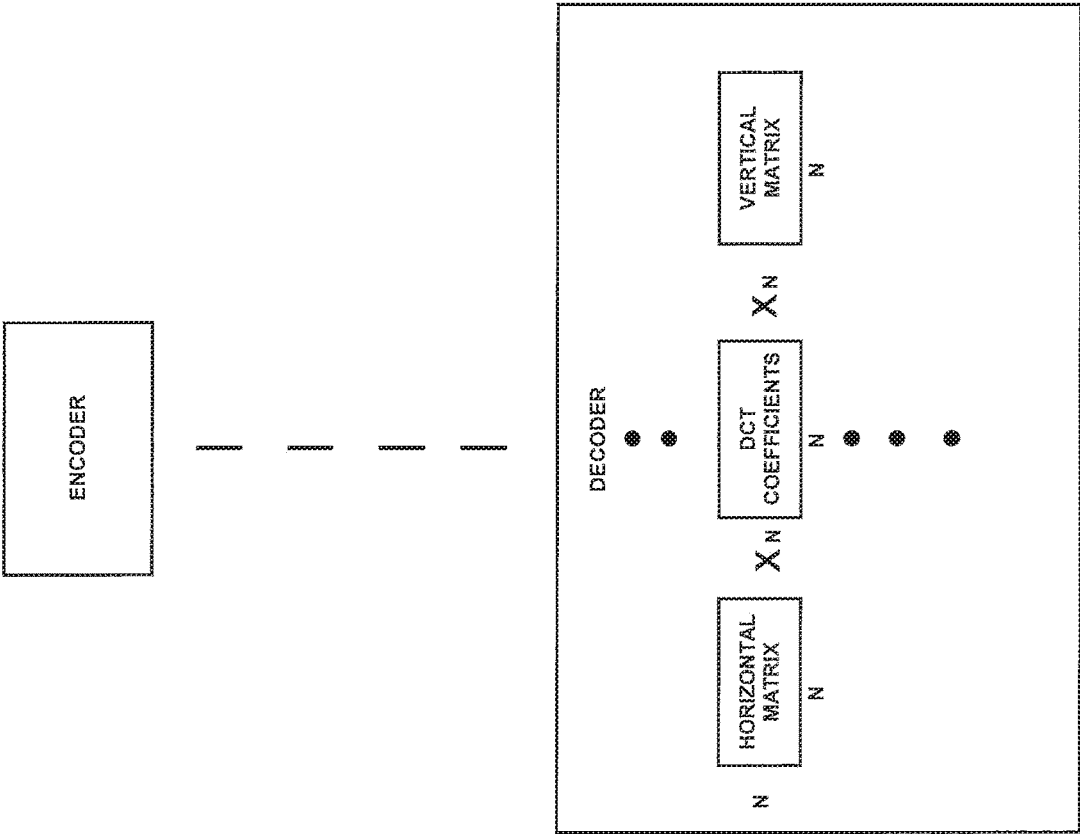 ENCODER
DECODER
N
HORIZONTAL
MATRIX
X N
DCT
COEFFICIENTS
X N
VERTICAL
MATRIX
N
N
N